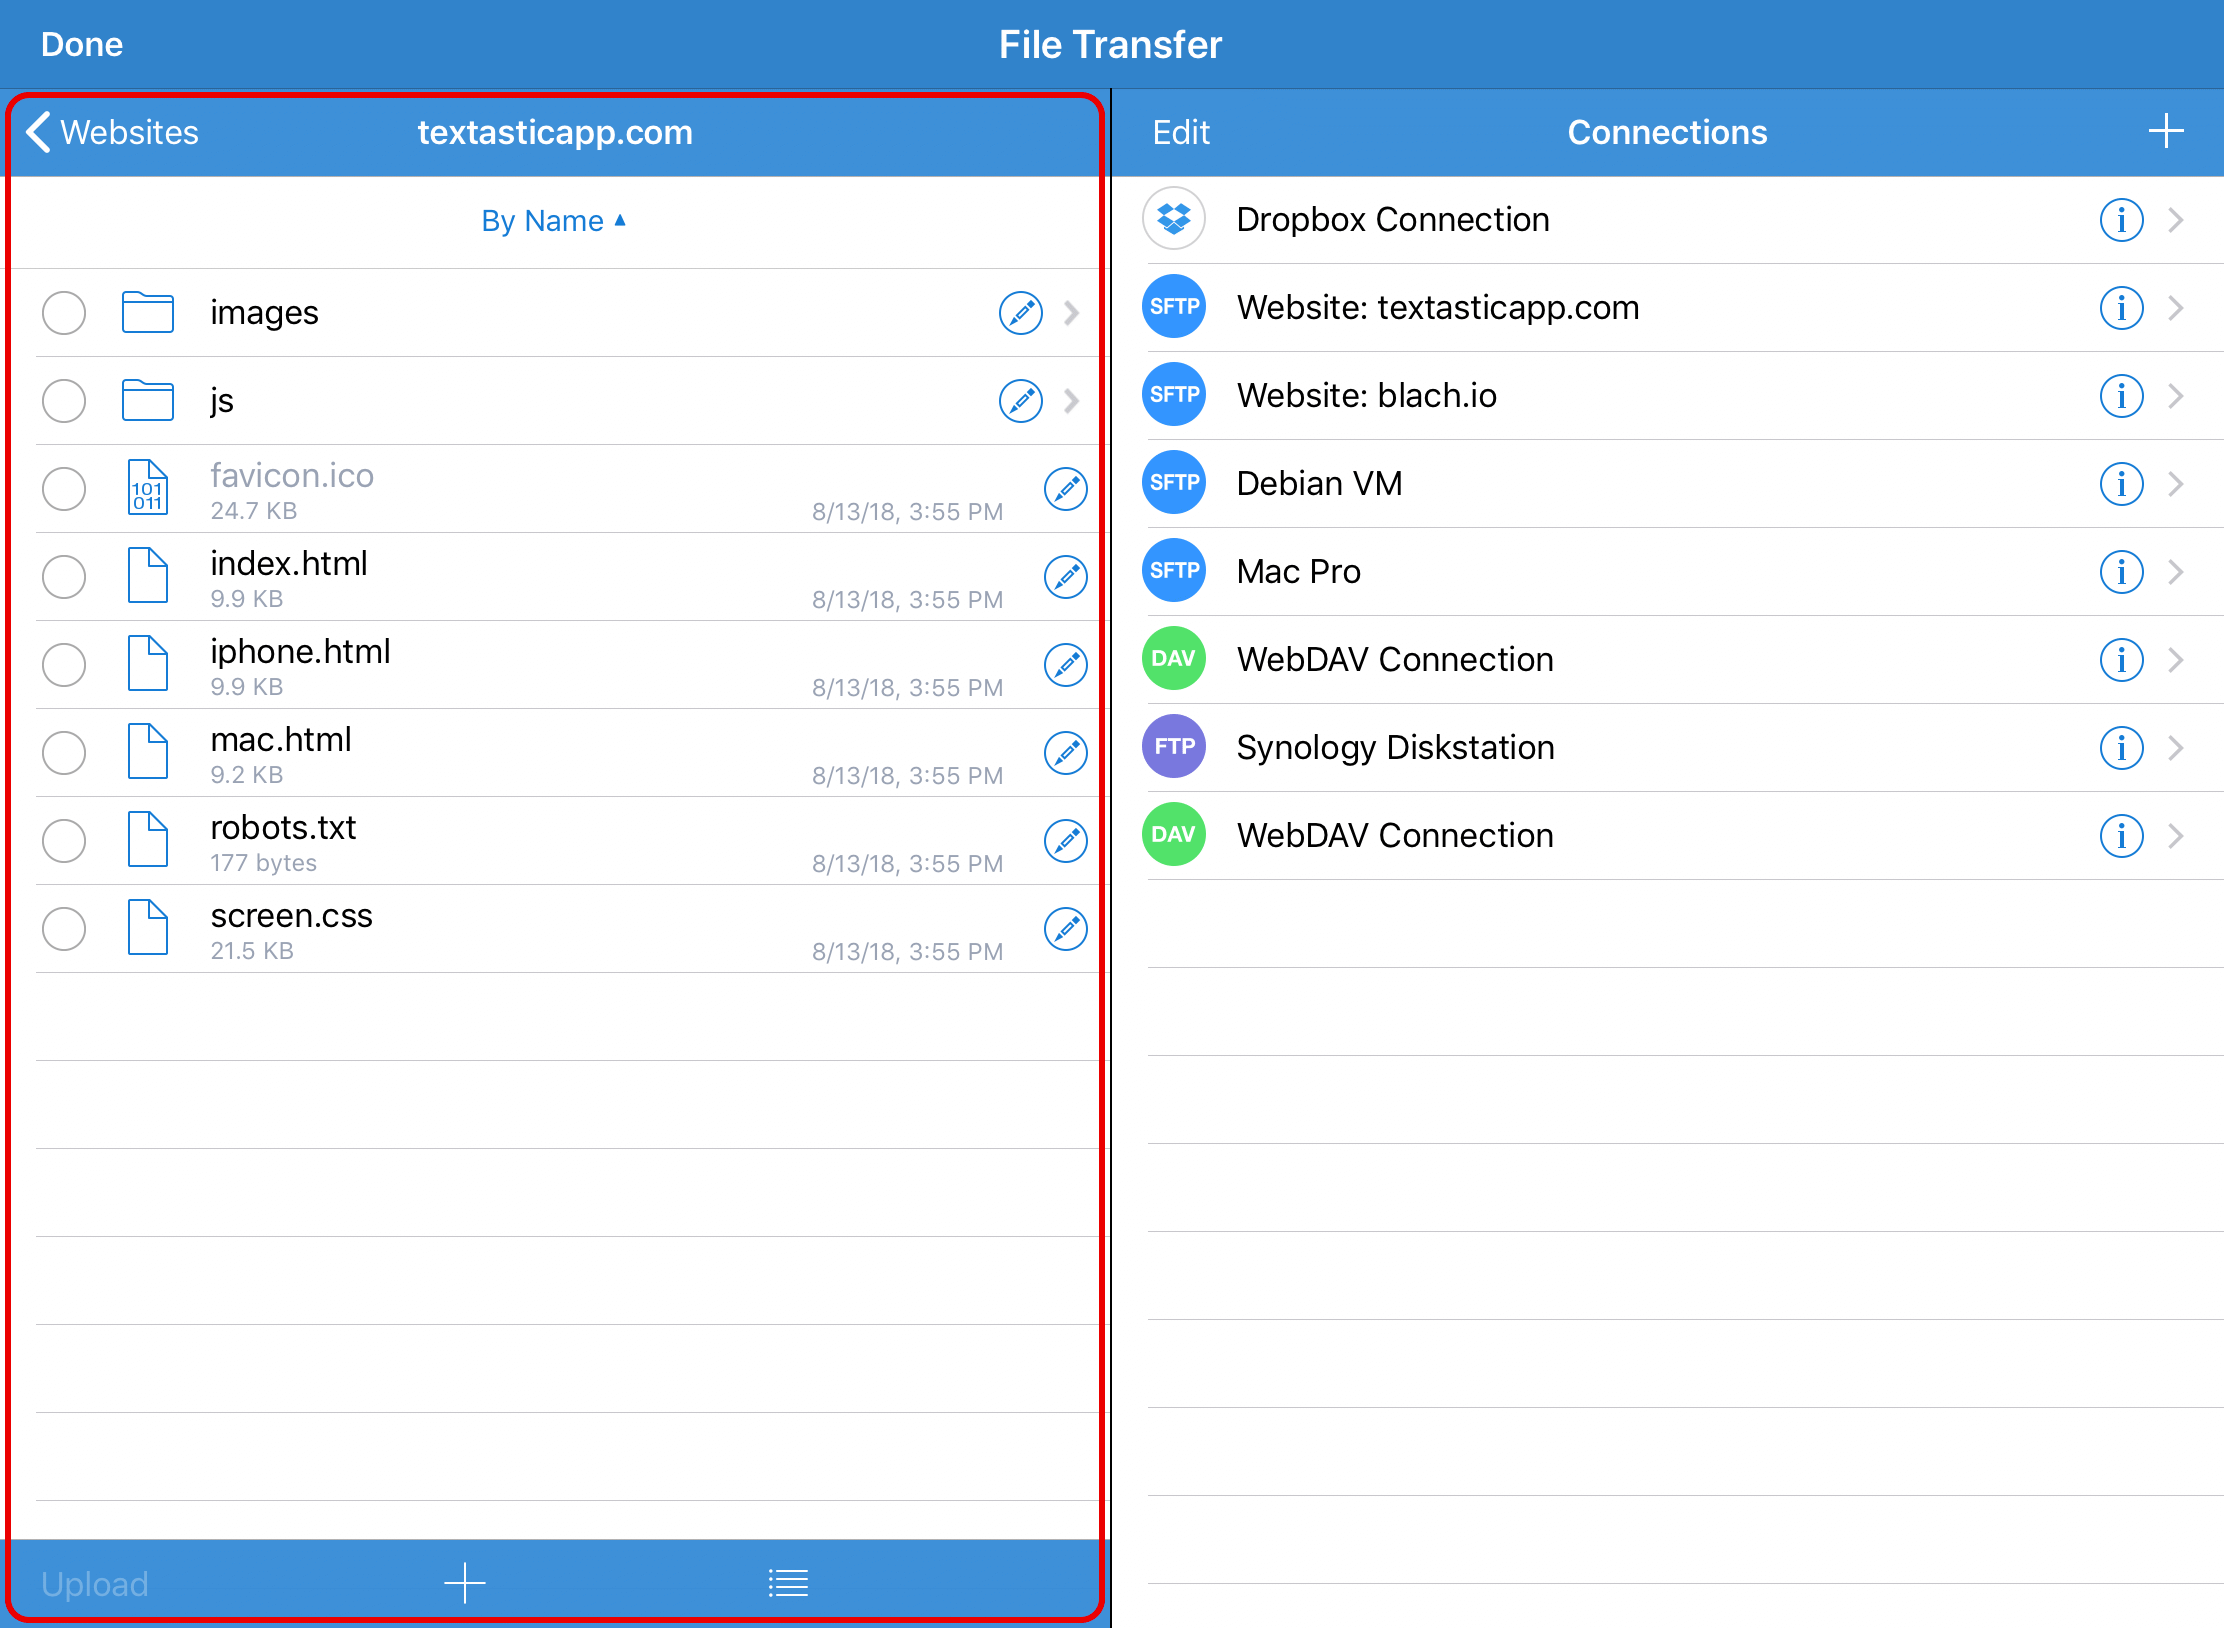 Done
File Transfer
Websites
textasticapp.com
By Name ▲
images
js
101
011
favicon.ico
24.7 KB
8/13/18, 3:55 PM
index.html
9.9 KB
8/13/18, 3:55 PM
iphone.html
9.9 KB
8/13/18, 3:55 PM
mac.html
9.2 KB
8/13/18, 3:55 PM
robots.txt
177 bytes
8/13/18, 3:55 PM
screen.css
21.5 KB
8/13/18, 3:55 PM
Upload
Edit
Connections
Dropbox Connection
i
SFTP
Website: textasticapp.com
i
SFTP
Website: blach.io
i
SFTP
Debian VM
i
SFTP
Mac Pro
i
DAV
WebDAV Connection
i
FTP
Synology Diskstation
i
DAV
WebDAV Connection
i